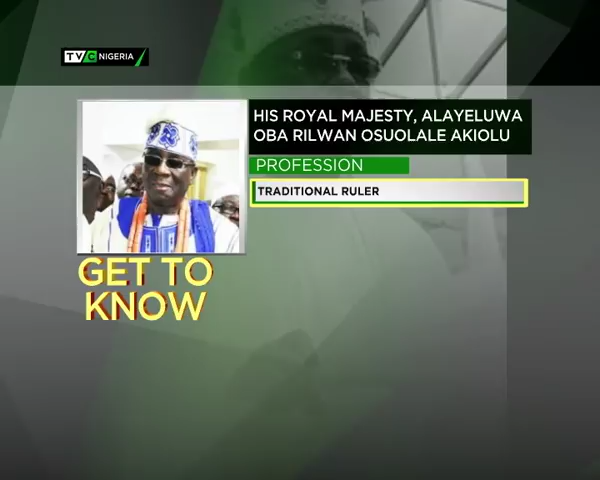 TVC NIGERIA
HIS ROYAL MAJESTY, ALAYELUWA
OBA RILWAN OSUOLALE AKIOLU
PROFESSION
TRADITIONAL RULER
GET TO
KNOW